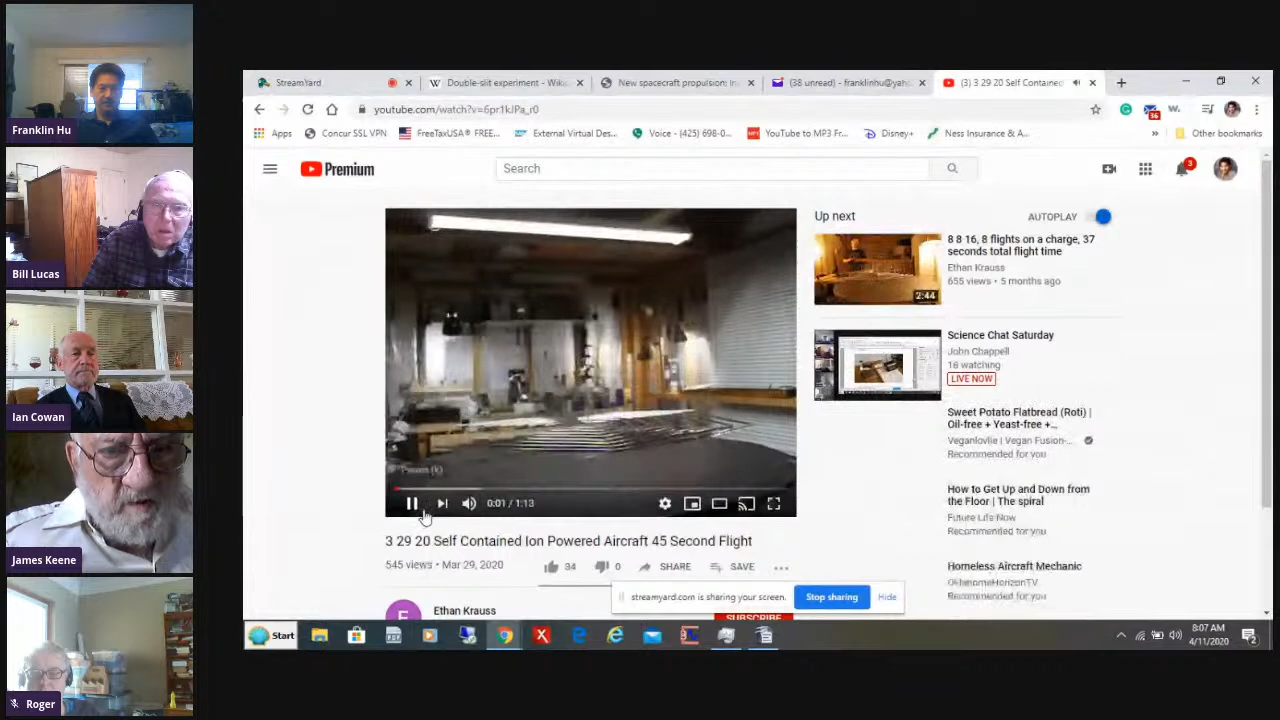 Franklin Hu
Bill Lucas
Ian Cowan
James Keene
Roger
StreamYard
Double-slit experiment - Wiki
New spacecraft propulsion: In
(38 unread) - franklinhu@yaho
(3) 3 29 20 Self Contained
youtube.com/watch?v=6pr1kJPa_r0
Apps
Concur SSL VPN
FreeTaxUSA® FREE...
External Virtual Des...
Voice - (425) 698-0...
YouTube to MP3 Fr...
Disney+
Ness Insurance & A...
»
Other bookmarks
36
Premium
Search
3
Up next
AUTOPLAY
8 8 16, 8 flights on a charge, 37
seconds total flight time
Ethan Krauss
655 views • 5 months ago
2:44
Science Chat Saturday
John Chappell
16 watching
LIVE NOW
Sweet Potato Flatbread (Roti) |
Oil-free + Yeast-free +...
Veganlovlie | Vegan Fusion-...
Recommended for you
How to Get Up and Down from
the Floor | The spiral
Future Life Now
Recommended for you
Homeless Aircraft Mechanic
OklahomaHorizonTV
Recommended for you
Pause (k)
0:01 / 1:13
3 29 20 Self Contained Ion Powered Aircraft 45 Second Flight
545 views • Mar 29, 2020
34
0
SHARE
SAVE
E
Ethan Krauss
SUBSCRIBE
streamyard.com is sharing your screen.
Stop sharing
Hide
Start
8:07 AM
4/11/2020
2